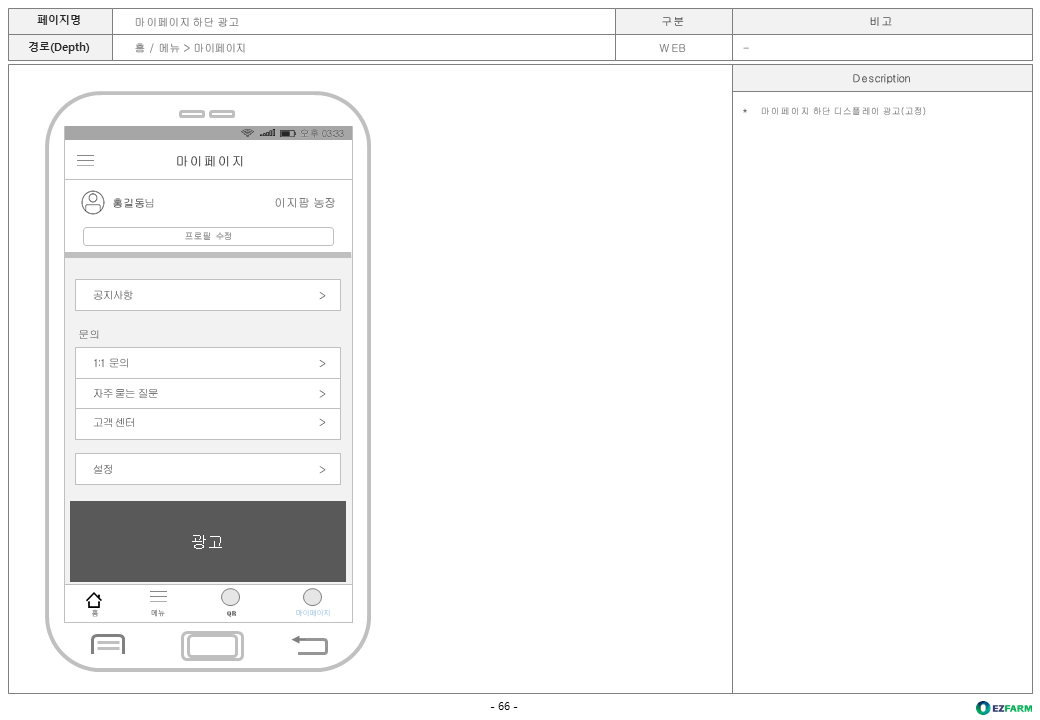 페이지명 마이페이지 하단 광고 구분 비고
경로(Depth) 홈 / 메뉴 > 마이페이지 WEB -
Description
* 마이페이지 하단 디스플레이 광고(고정)
오후 03:33
마이페이지
홍길동님 이지팜 농장
프로필 수정
공지사항 >
문의
1:1 문의 >
자주 묻는 질문 >
고객 센터 >
설정 >
광고
홈 메뉴 QR 마이페이지
- 66 -
EZFARM